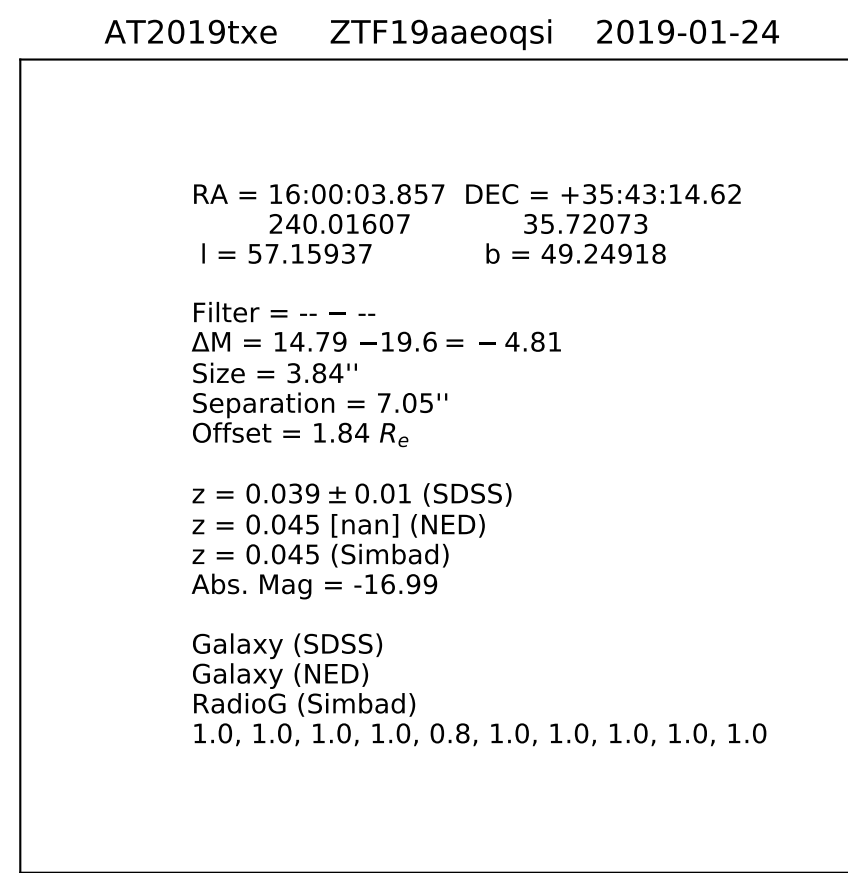 AT2019txe ZTF19aaeoqsi 2019-01-24
RA = 16:00:03.857 DEC = +35:43:14.62
240.01607 35.72073
l = 57.15937 b = 49.24918
Filter = -- − --
ΔM = 14.79 −19.6 = − 4.81
Size = 3.84''
Separation = 7.05''
Offset = 1.84 Rₑ
z = 0.039 ± 0.01 (SDSS)
z = 0.045 [nan] (NED)
z = 0.045 (Simbad)
Abs. Mag = -16.99
Galaxy (SDSS)
Galaxy (NED)
RadioG (Simbad)
1.0, 1.0, 1.0, 1.0, 0.8, 1.0, 1.0, 1.0, 1.0, 1.0